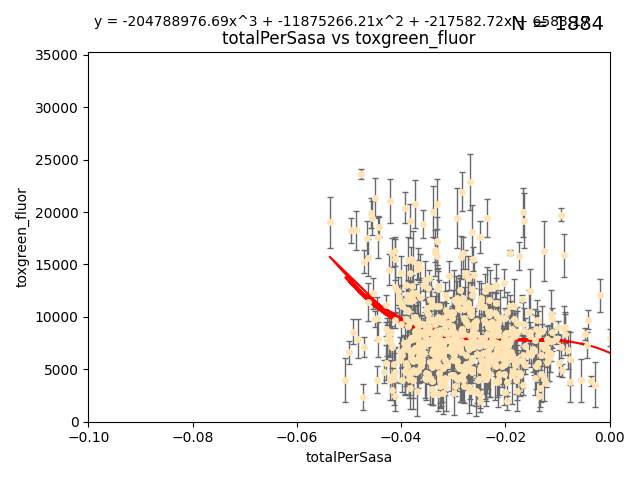 y = -204788976.69x^3 + -11875266.21x^2 + -217582.72x +
N = 1884
totalPerSasa vs toxgreen_fluor
35000
30000
25000
20000
15000
10000
5000
0
toxgreen_fluor
−0.10
−0.08
−0.06
−0.04
−0.02
0.00
totalPerSasa